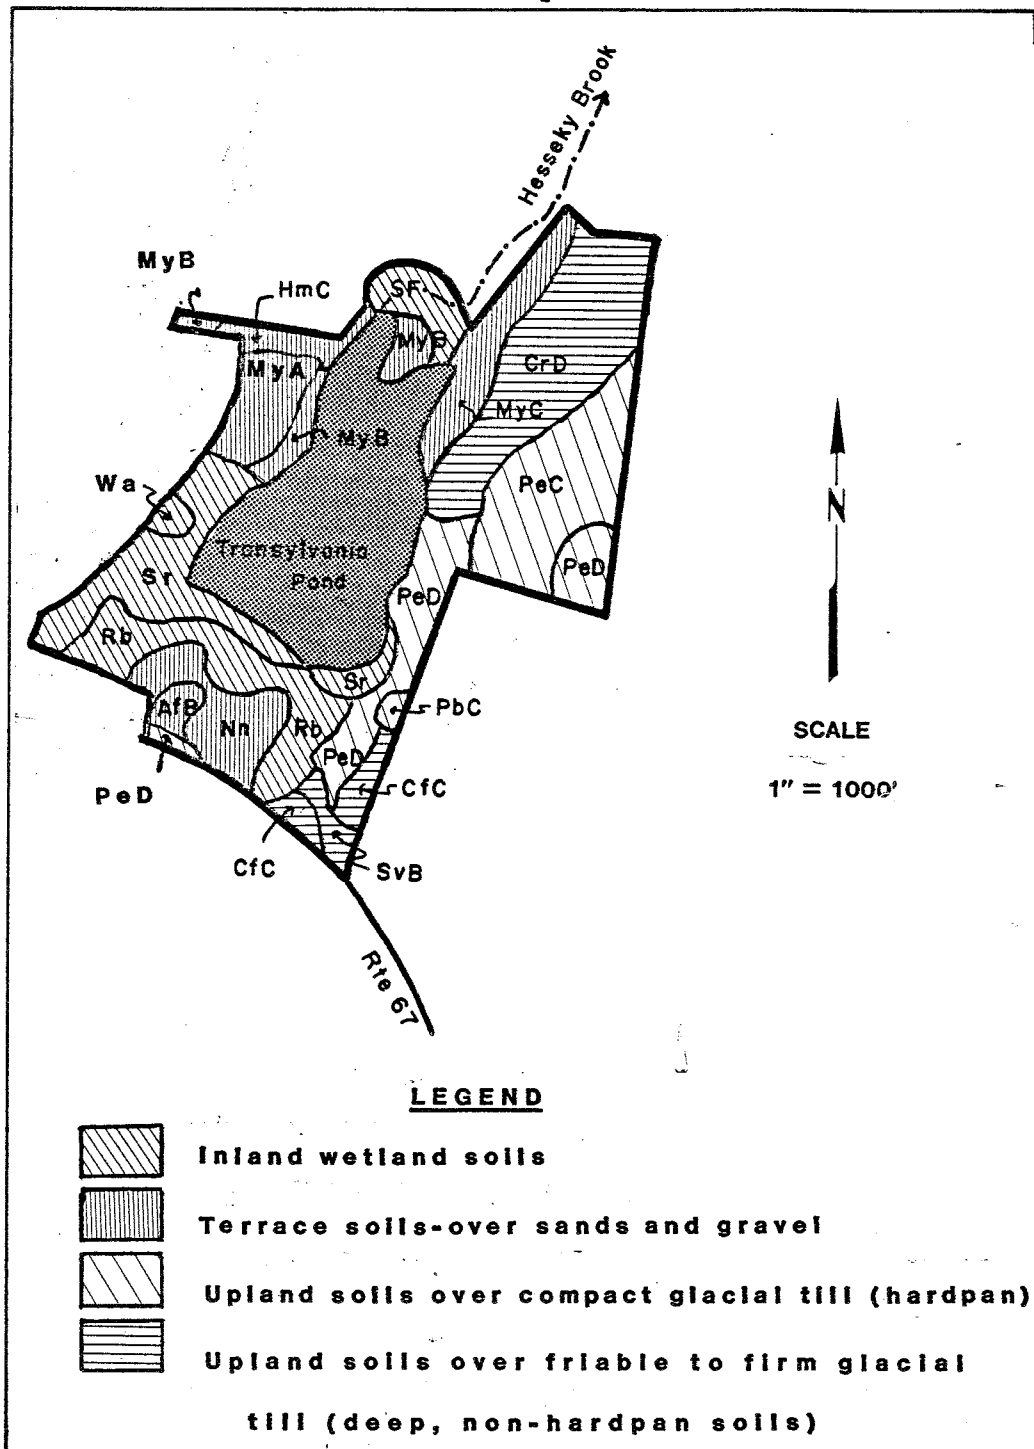 Hesseky Brook
MyB
HmC
SF
MyB
MyA
CrD
MyC
MyB
Wa
PeC
N
Transylvania
Pond
PeD
Sr
PeD
Rb
Sr
PbC
AfB
Nn
Rb
SCALE
PeD
PeD
CfC
1" = 1000'
CfC
SvB
Rte 67
LEGEND
Inland wetland soils
Terrace soils-over sands and gravel
Upland soils over compact glacial till (hardpan)
Upland soils over friable to firm glacial
till (deep, non-hardpan soils)